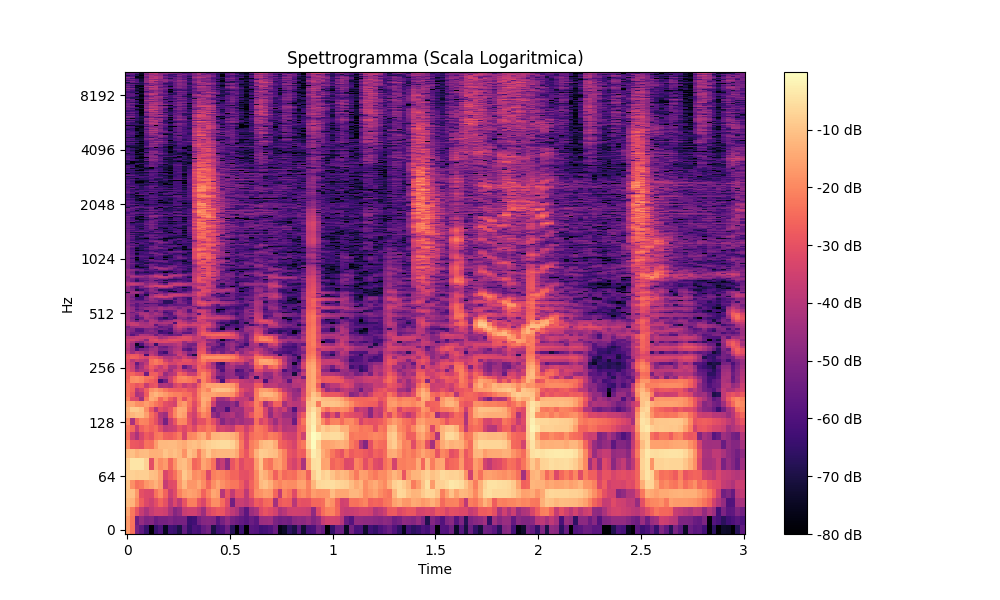 Spettrogramma (Scala Logaritmica)
Hz
8192
4096
2048
1024
512
256
128
64
0
0 0.5 1 1.5 2 2.5 3
Time
-10 dB
-20 dB
-30 dB
-40 dB
-50 dB
-60 dB
-70 dB
-80 dB